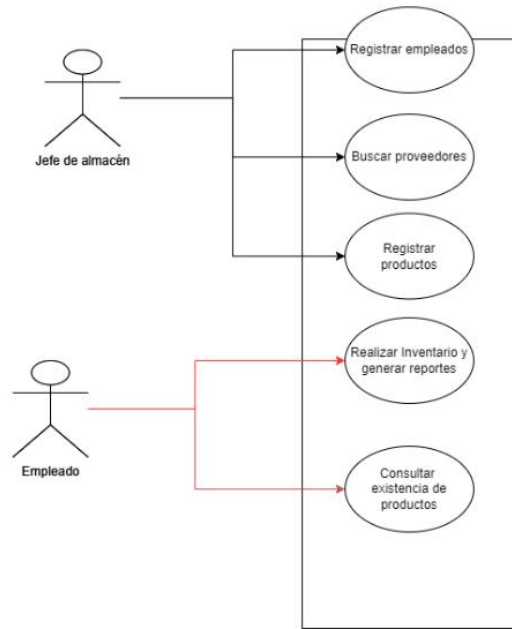 Registrar empleados
Jefe de almacén
Buscar proveedores
Registrar
productos
Realizar Inventario y
generar reportes
Empleado
Consultar
existencia de
productos